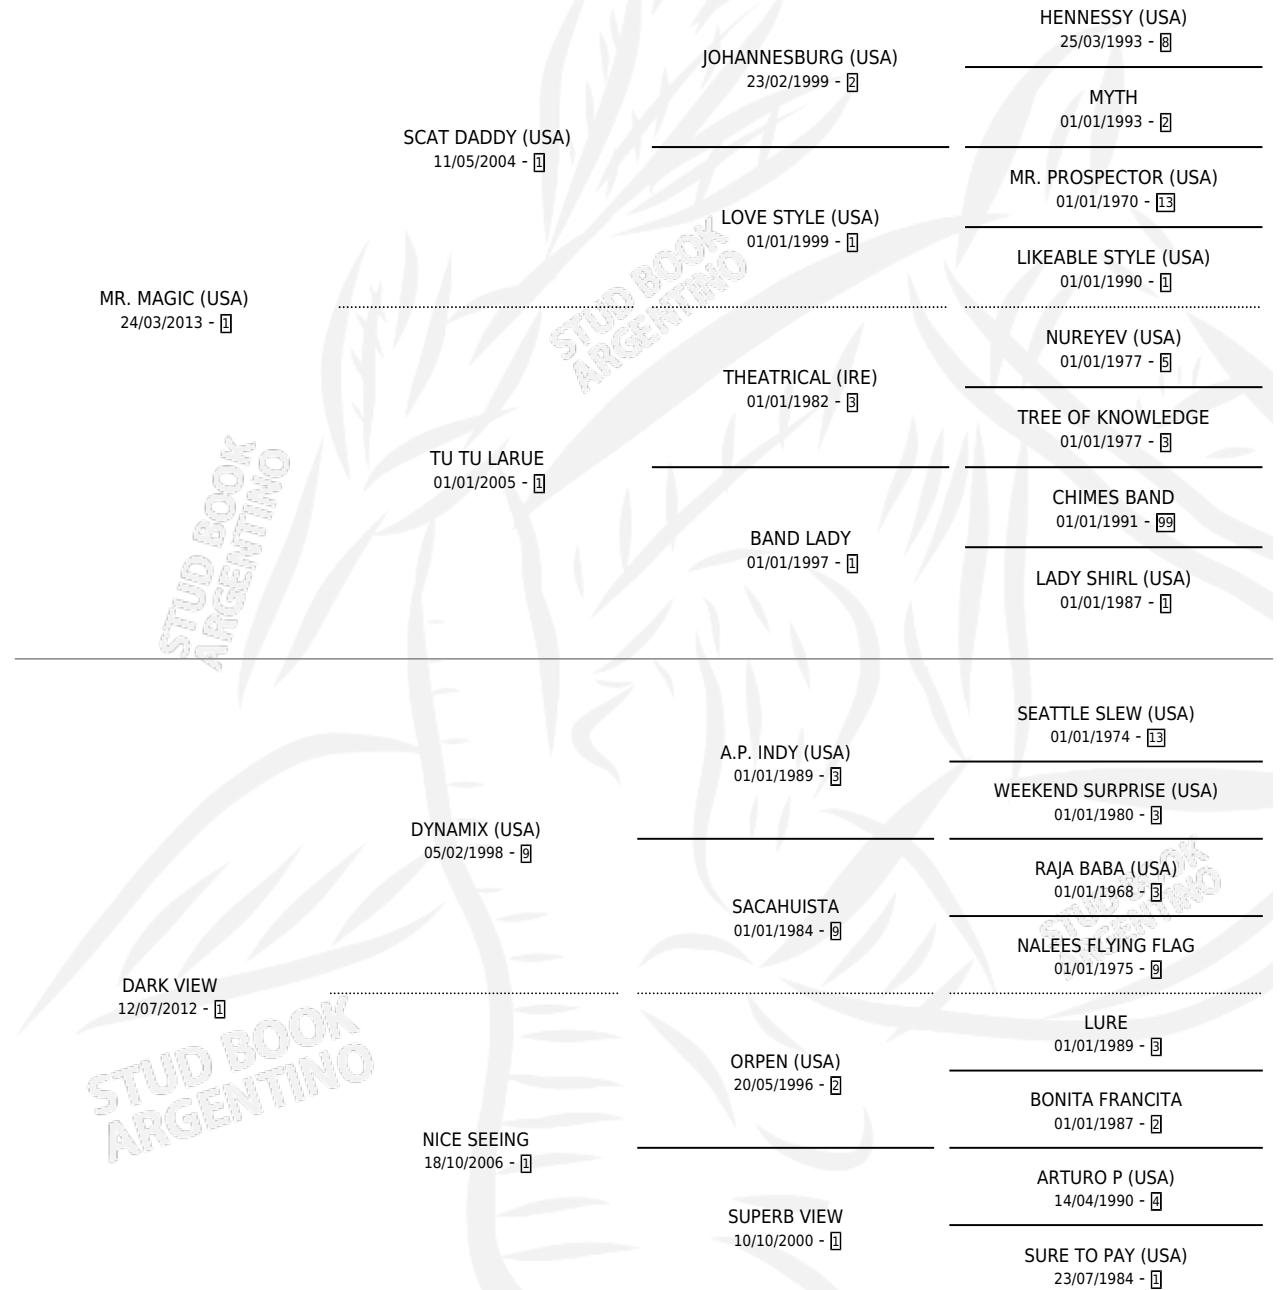 HENNESSY (USA)
25/03/1993 - 8
JOHANNESBURG (USA)
23/02/1999 - 2
MYTH
01/01/1993 - 2
SCAT DADDY (USA)
11/05/2004 - 1
MR. PROSPECTOR (USA)
01/01/1970 - 13
LOVE STYLE (USA)
01/01/1999 - 1
LIKEABLE STYLE (USA)
01/01/1990 - 1
MR. MAGIC (USA)
24/03/2013 - 1
STUD BOOK
ARGENTINO
NUREYEV (USA)
01/01/1977 - 5
THEATRICAL (IRE)
01/01/1982 - 3
TREE OF KNOWLEDGE
01/01/1977 - 3
TU TU LARUE
01/01/2005 - 1
CHIMES BAND
01/01/1991 - 99
BAND LADY
01/01/1997 - 1
LADY SHIRL (USA)
01/01/1987 - 1
STUD BOOK
ARGENTINO
SEATTLE SLEW (USA)
01/01/1974 - 13
A.P. INDY (USA)
01/01/1989 - 3
WEEKEND SURPRISE (USA)
01/01/1980 - 3
DYNAMIX (USA)
05/02/1998 - 9
RAJA BABA (USA)
01/01/1968 - 3
SACAHUISTA
01/01/1984 - 9
NALEES FLYING FLAG
01/01/1975 - 9
STUD BOOK
ARGENTINO
DARK VIEW
12/07/2012 - 1
LURE
01/01/1989 - 3
ORPEN (USA)
20/05/1996 - 2
BONITA FRANCITA
01/01/1987 - 2
STUD BOOK
ARGENTINO
NICE SEEING
18/10/2006 - 1
ARTURO P (USA)
14/04/1990 - 4
SUPERB VIEW
10/10/2000 - 1
SURE TO PAY (USA)
23/07/1984 - 1